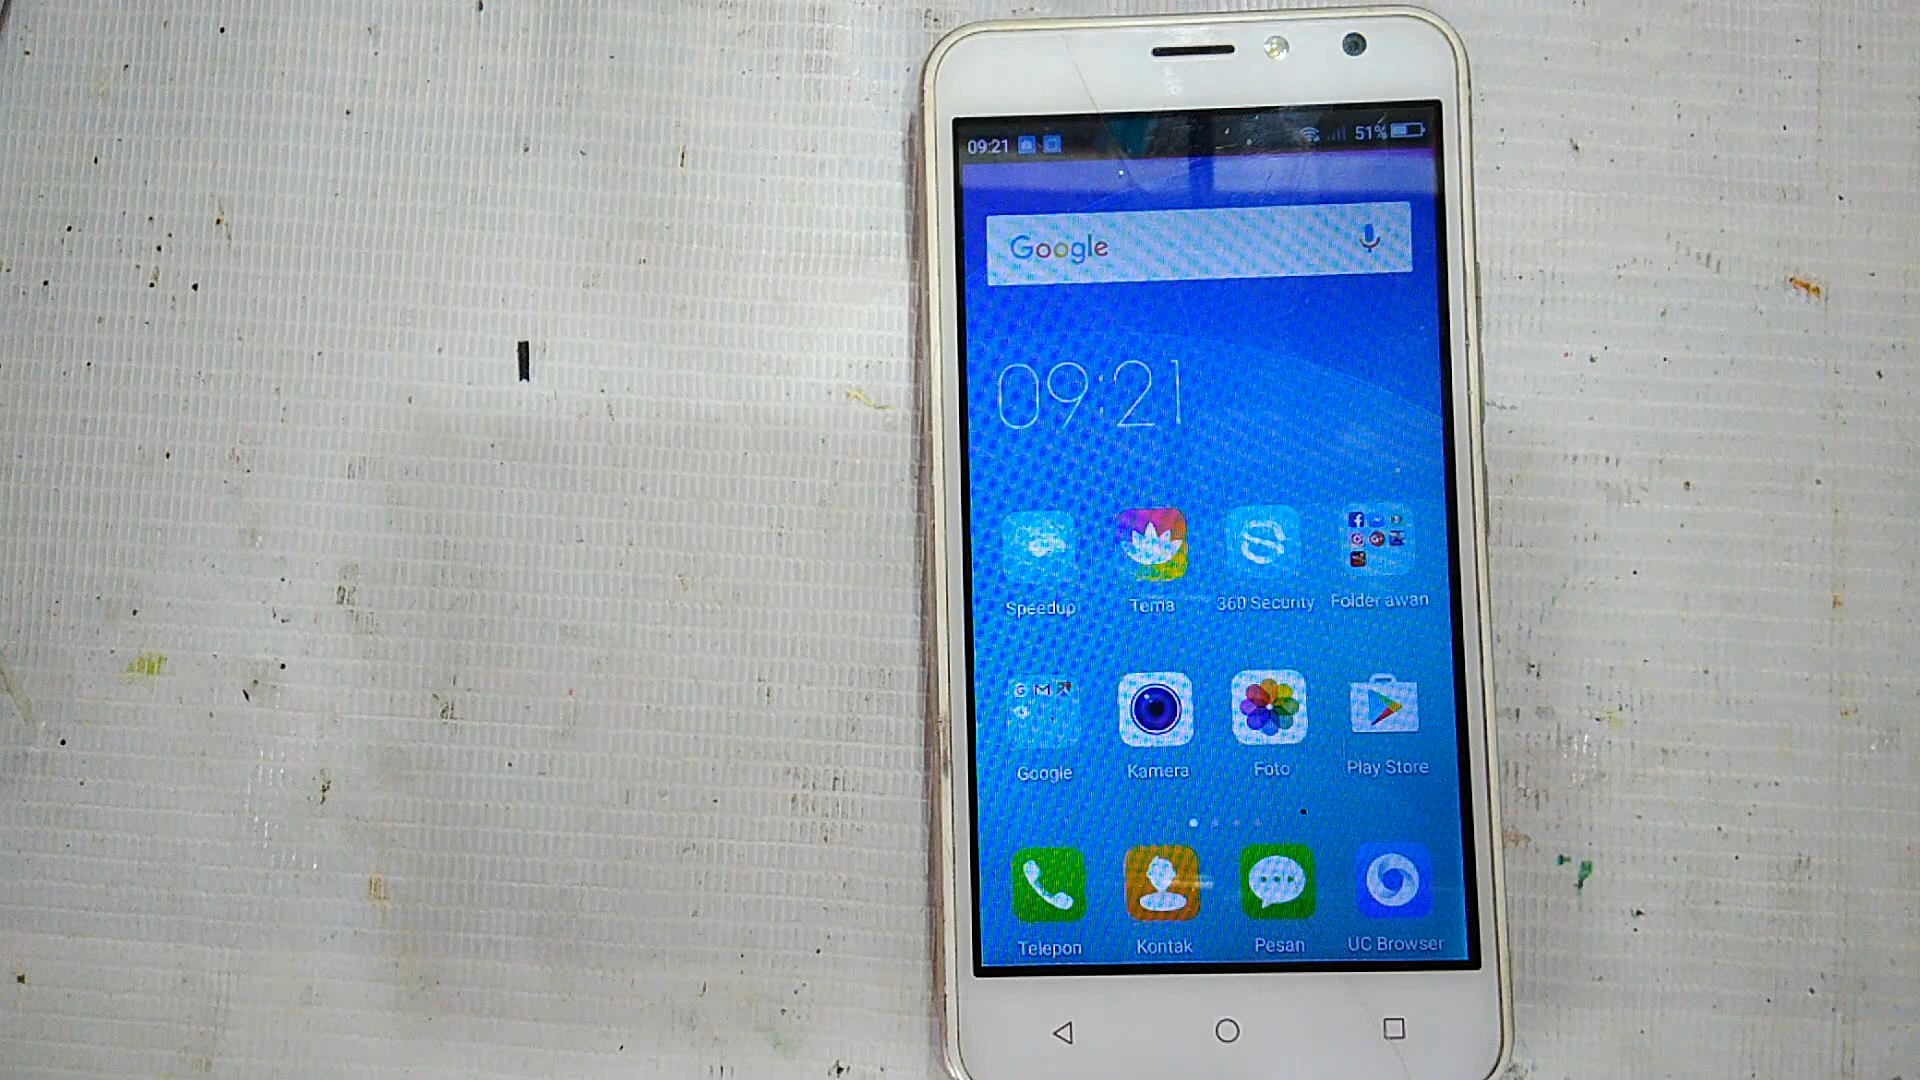 09:21 51%
Google
09:21
Speedup Tema 360 Security Folder awan
Google Kamera Foto Play Store
Telepon Kontak Pesan UC Browser